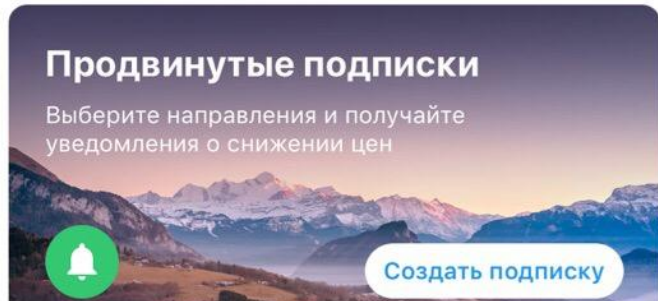 Продвинутые подписки
Выберите направления и получайте
уведомления о снижении цен
Создать подписку